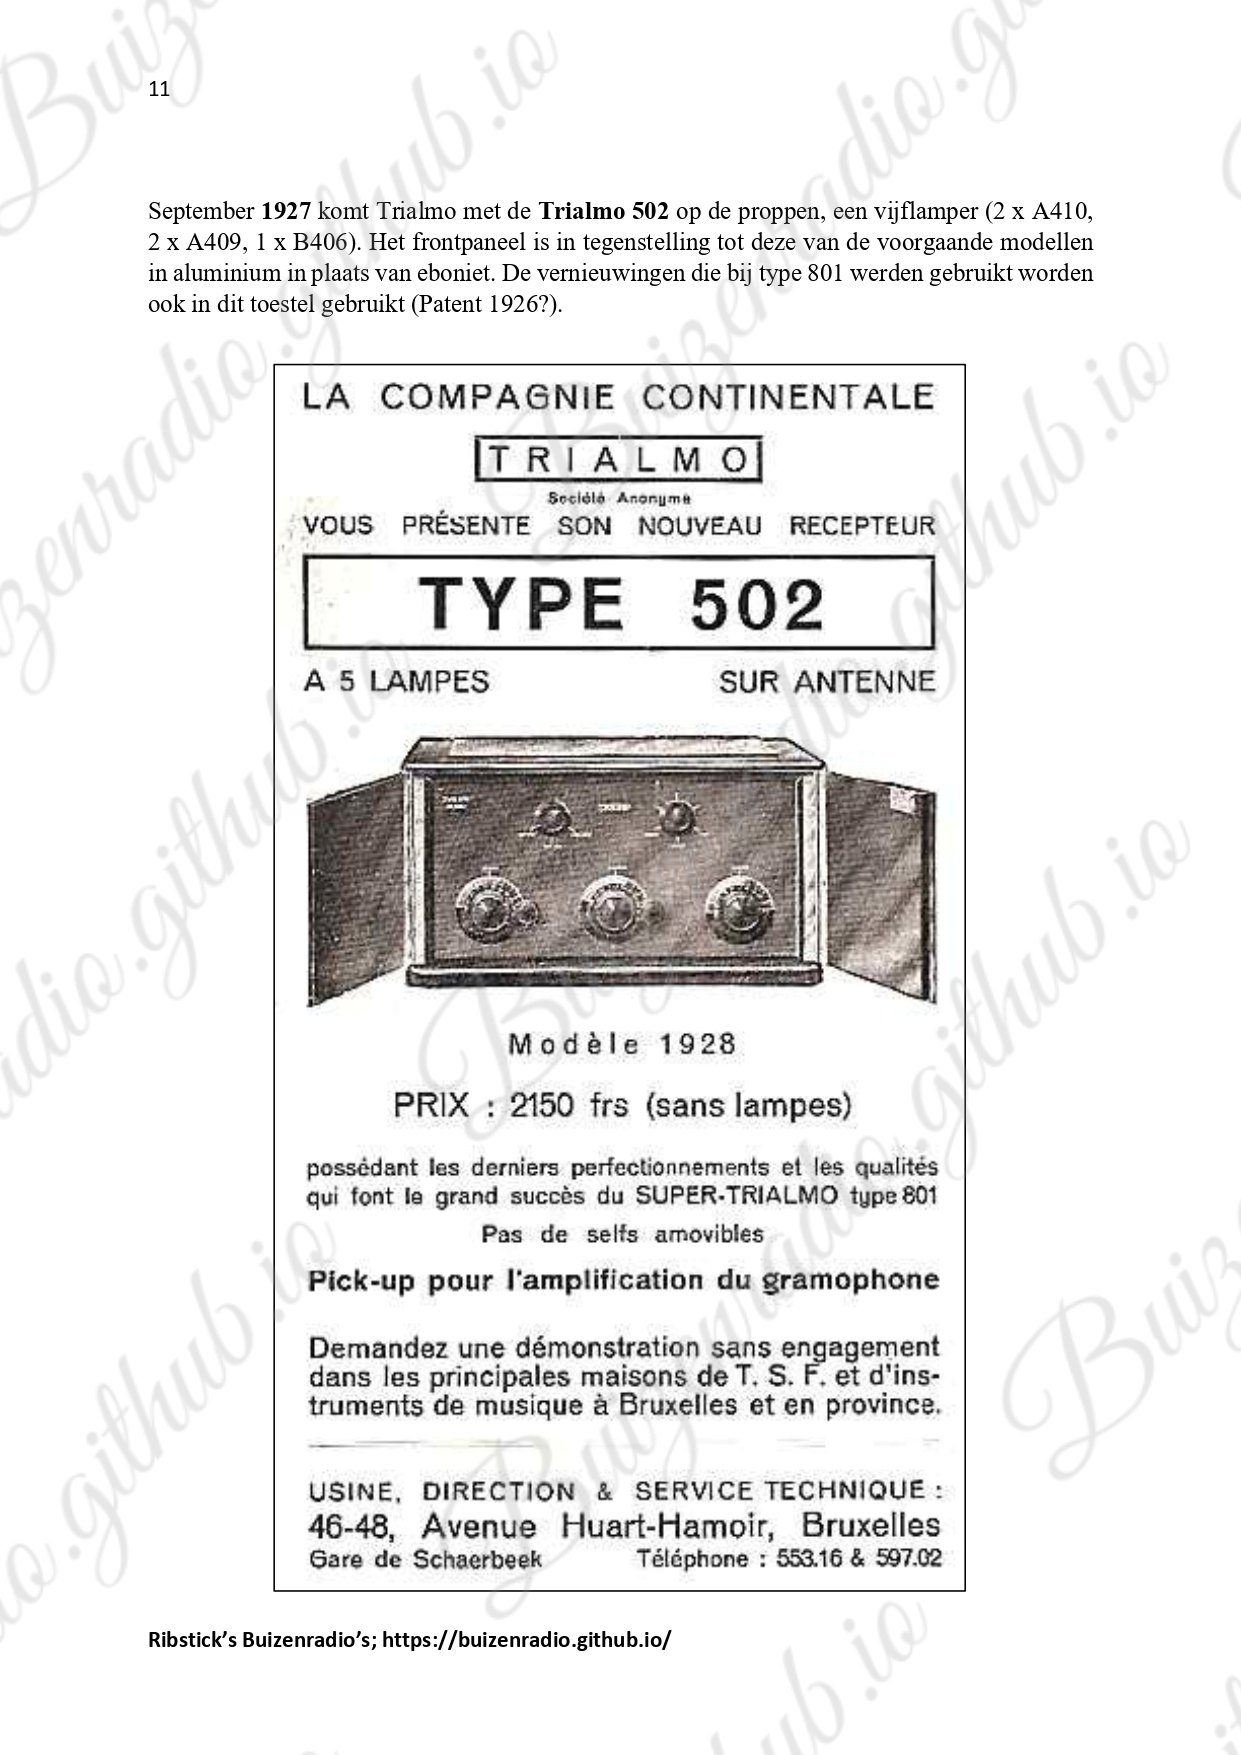 11
September 1927 komt Trialmo met de Trialmo 502 op de proppen, een vijflamper (2 x A410,
2 x A409, 1 x B406). Het frontpaneel is in tegenstelling tot deze van de voorgaande modellen
in aluminium in plaats van eboniet. De vernieuwingen die bij type 801 werden gebruikt worden
ook in dit toestel gebruikt (Patent 1926?).
LA COMPAGNIE CONTINENTALE
TRIALMO
Société Anonyme
VOUS PRÉSENTE SON NOUVEAU RECEPTEUR
TYPE 502
A 5 LAMPES SUR ANTENNE
Modèle 1928
PRIX : 2150 frs (sans lampes)
possédant les derniers perfectionnements et les qualités
qui font le grand succès du SUPER-TRIALMO type 801
Pas de selfs amovibles
Pick-up pour l'amplification du gramophone
Demandez une démonstration sans engagement
dans les principales maisons de T. S. F. et d'ins-
truments de musique à Bruxelles et en province.
USINE, DIRECTION & SERVICE TECHNIQUE :
46-48, Avenue Huart-Hamoir, Bruxelles
Gare de Schaerbeek Téléphone : 553.16 & 597.02
Ribstick’s Buizenradio’s; https://buizenradio.github.io/
Buizenradio.github.io